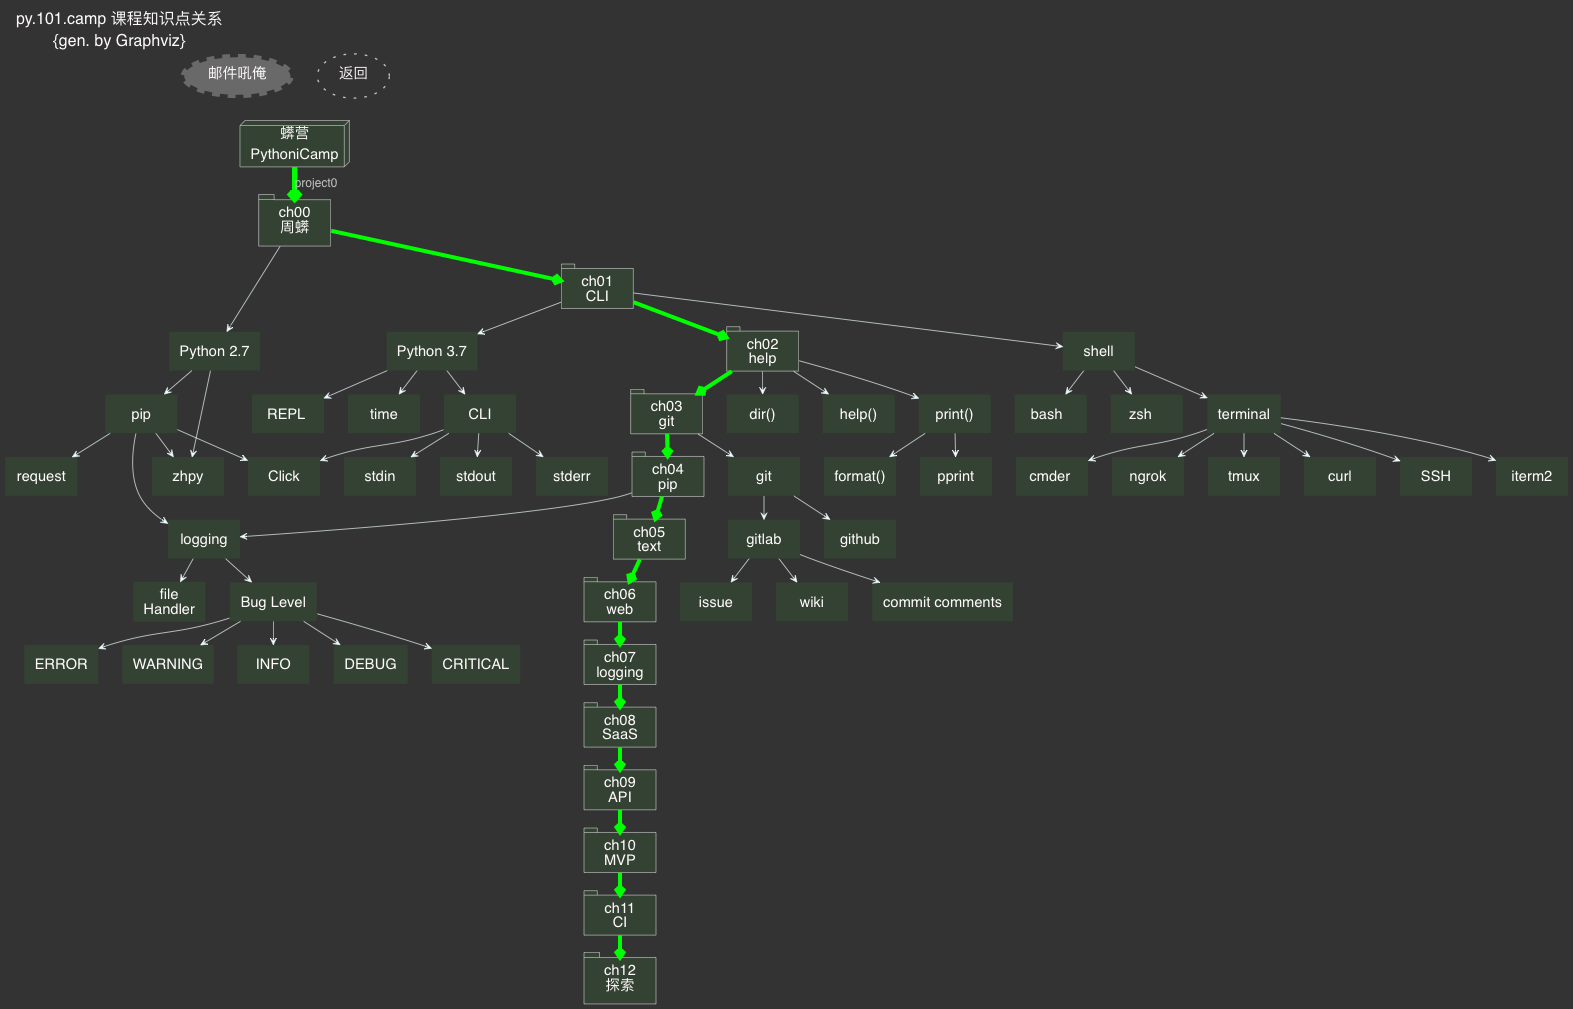 py.101.camp 课程知识点关系
{gen. by Graphviz}
邮件吼俺
返回
蟒营
PythoniCamp
project0
ch00
周蟒
ch01
CLI
Python 2.7
Python 3.7
ch02
help
shell
pip
REPL
time
CLI
ch03
git
dir()
help()
print()
bash
zsh
terminal
request
zhpy
Click
stdin
stdout
stderr
ch04
pip
git
format()
pprint
cmder
ngrok
tmux
curl
SSH
iterm2
logging
ch05
text
gitlab
github
file
Handler
Bug Level
ch06
web
issue
wiki
commit comments
ERROR
WARNING
INFO
DEBUG
CRITICAL
ch07
logging
ch08
SaaS
ch09
API
ch10
MVP
ch11
CI
ch12
探索